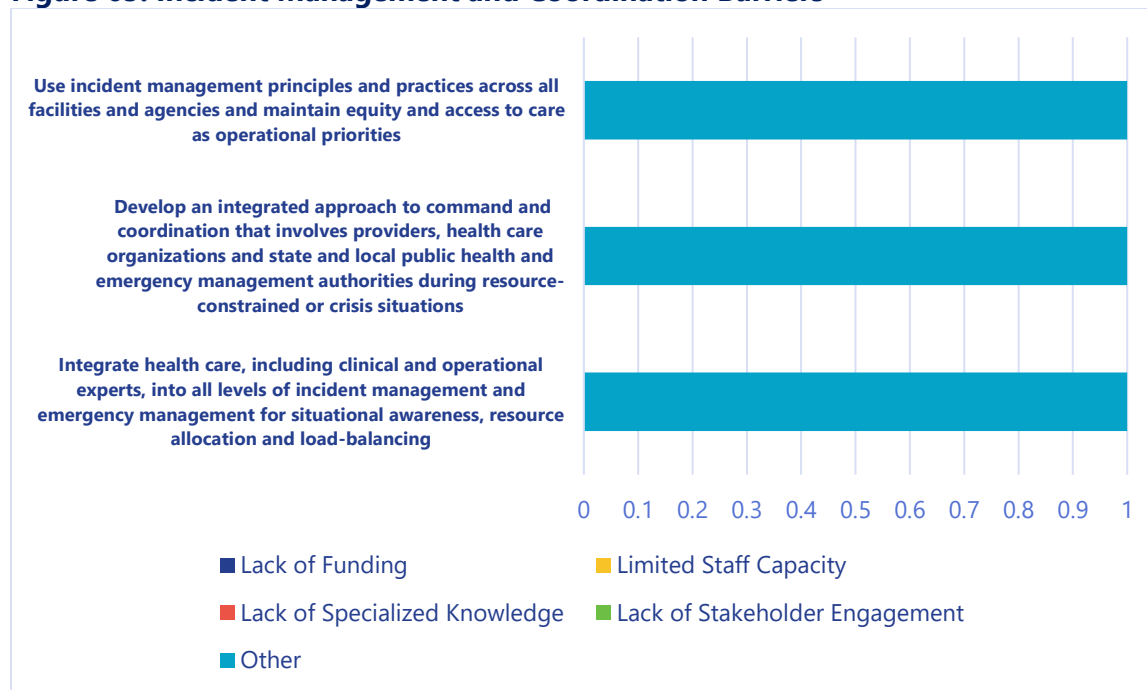 Use incident management principles and practices across all
facilities and agencies and maintain equity and access to care
as operational priorities
Develop an integrated approach to command and
coordination that involves providers, health care
organizations and state and local public health and
emergency management authorities during resource-
constrained or crisis situations
Integrate health care, including clinical and operational
experts, into all levels of incident management and
emergency management for situational awareness, resource
allocation and load-balancing
0 0.1 0.2 0.3 0.4 0.5 0.6 0.7 0.8 0.9 1
Lack of Funding
Limited Staff Capacity
Lack of Specialized Knowledge
Lack of Stakeholder Engagement
Other